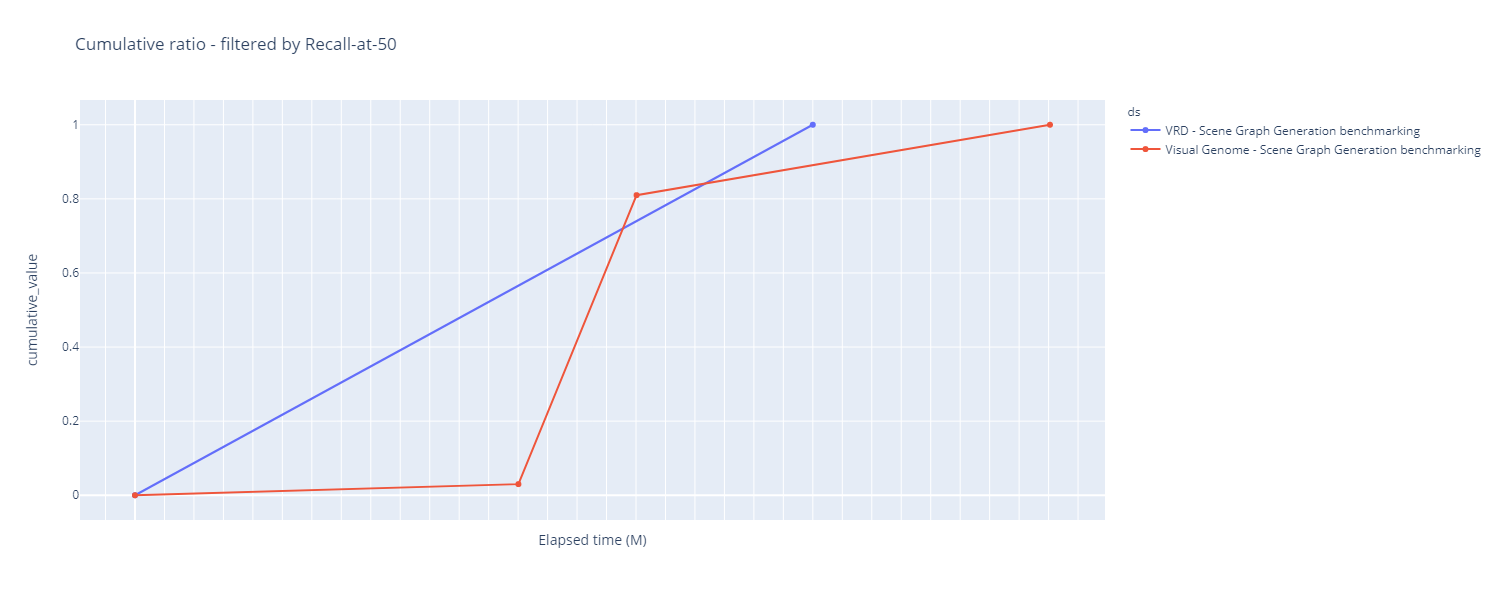 Cumulative ratio - filtered by Recall-at-50
ds
VRD - Scene Graph Generation benchmarking
Visual Genome - Scene Graph Generation benchmarking
cumulative_value
1
0.8
0.6
0.4
0.2
0
Elapsed time (M)